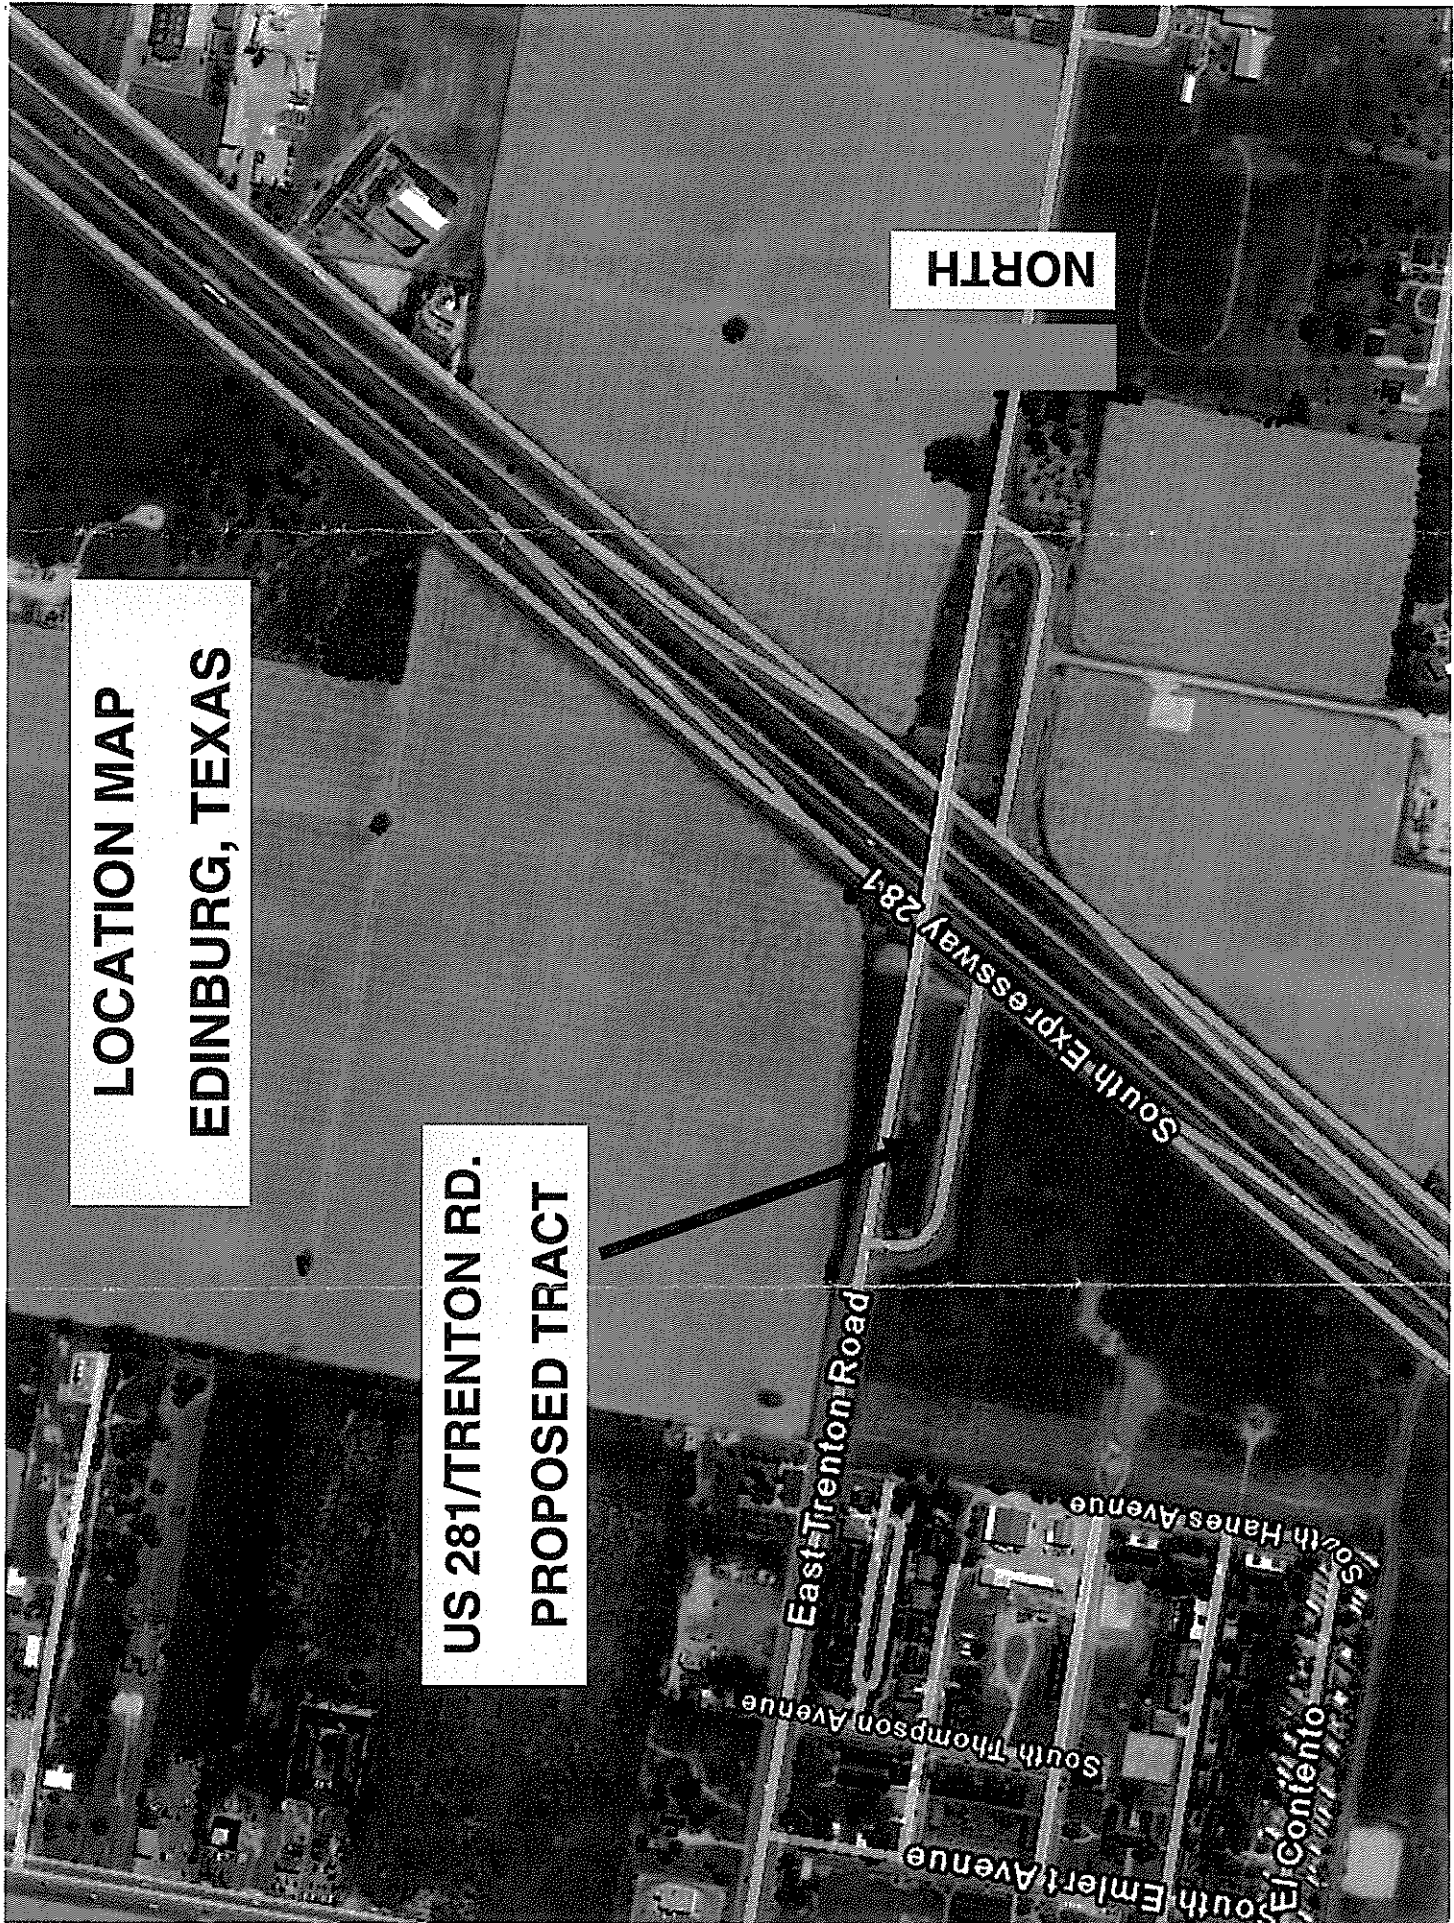 LOCATION MAP
EDINBURG, TEXAS
US 281/TRENTON RD.
PROPOSED TRACT
NORTH
South Expressway 281
East Trenton Road
South Hanes Avenue
South Thompson Avenue
South Emlert Avenue
El Contento